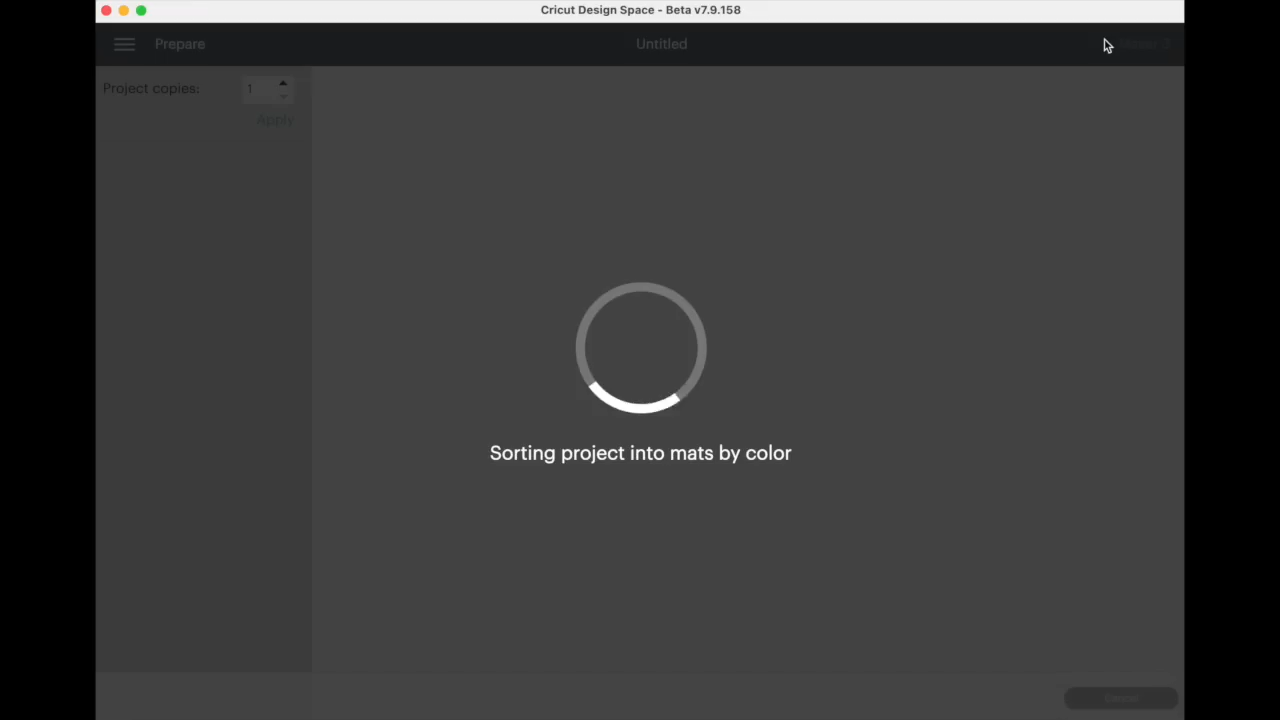 Cricut Design Space - Beta v7.9.158
Prepare
Untitled
Project copies:
1
Apply
Sorting project into mats by color
Cancel